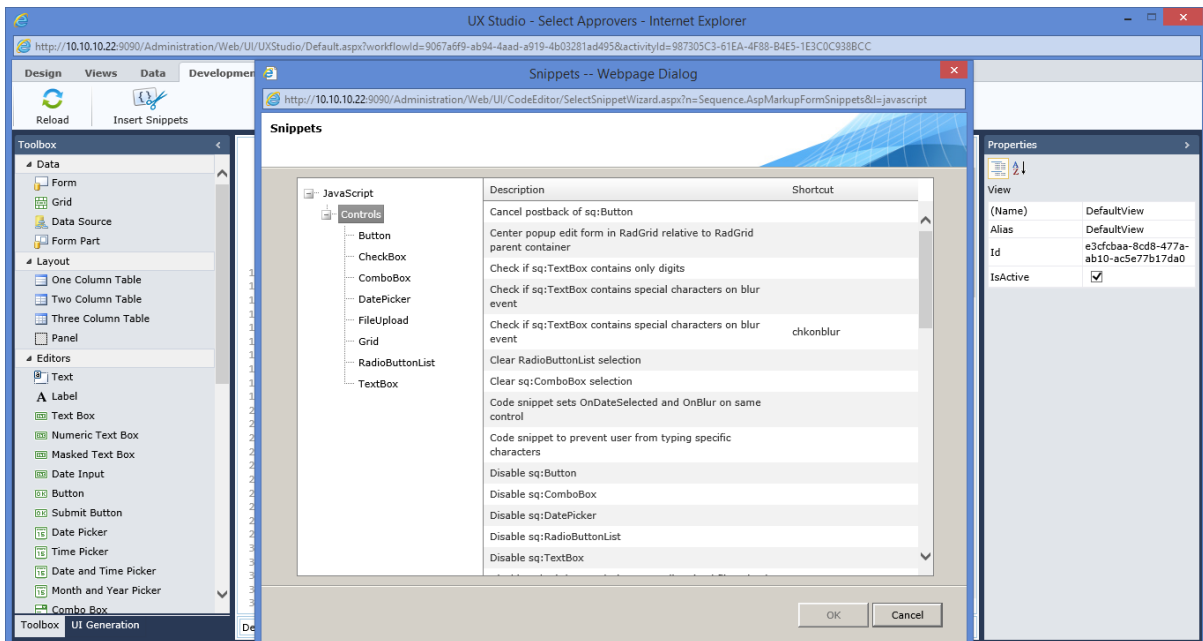 UX Studio - Select Approvers - Internet Explorer
http://10.10.10.22:9090/Administration/Web/UI/UXStudio/Default.aspx?workflowId=9067a6f9-ab94-4aad-a919-4b03281ad495&activityId=987305C3-61EA-4F88-B4E5-1E3C0C938BCC
Design Views Data Developmen
Reload Insert Snippets
Snippets -- Webpage Dialog
http://10.10.10.22:9090/Administration/Web/UI/CodeEditor/SelectSnippetWizard.aspx?n=Sequence.AspMarkupFormSnippets&l=javascript
Snippets
Toolbox
Data
Form
Grid
Data Source
Form Part
Layout
One Column Table
Two Column Table
Three Column Table
Panel
Editors
Text
A Label
Text Box
Numeric Text Box
Masked Text Box
Date Input
Button
Submit Button
Date Picker
Time Picker
Date and Time Picker
Month and Year Picker
Combo Box
Toolbox UI Generation
De
JavaScript
Controls
Button
CheckBox
ComboBox
DatePicker
FileUpload
Grid
RadioButtonList
TextBox
Description Shortcut
Cancel postback of sq:Button
Center popup edit form in RadGrid relative to RadGrid
parent container
Check if sq:TextBox contains only digits
Check if sq:TextBox contains special characters on blur
event
Check if sq:TextBox contains special characters on blur
event chkonblur
Clear RadioButtonList selection
Clear sq:ComboBox selection
Code snippet sets OnDateSelected and OnBlur on same
control
Code snippet to prevent user from typing specific
characters
Disable sq:Button
Disable sq:ComboBox
Disable sq:DatePicker
Disable sq:RadioButtonList
Disable sq:TextBox
OK Cancel
Properties
View
(Name) DefaultView
Alias DefaultView
Id e3cfcbaa-8cd8-477a-
ab10-ac5e77b17da0
IsActive